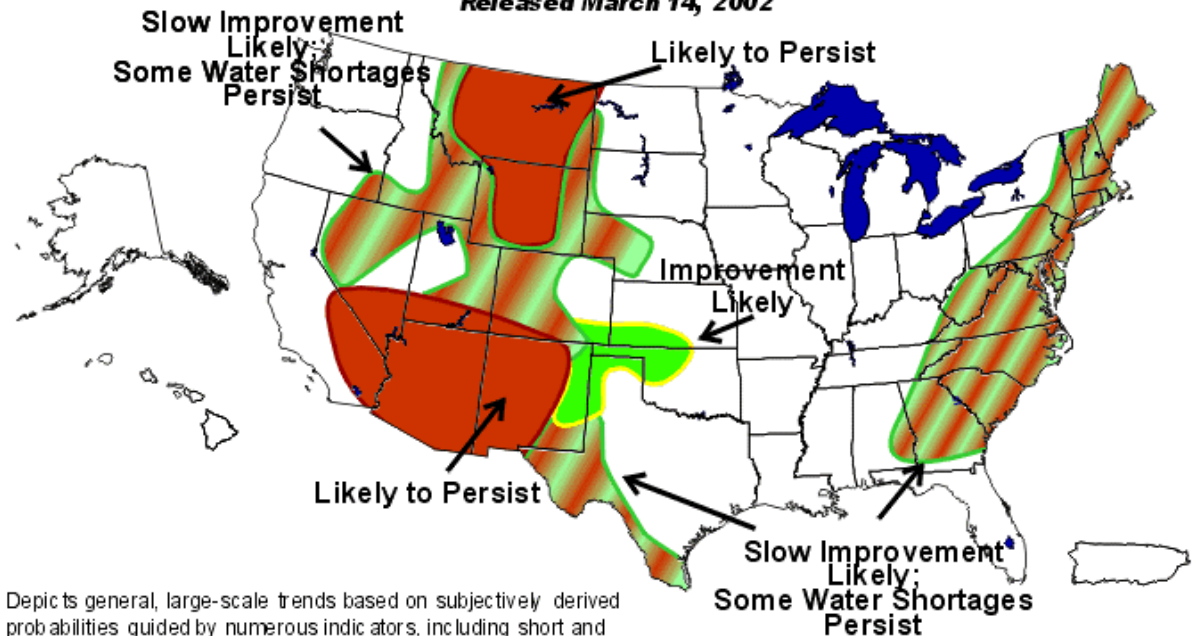 Released March 14, 2002
Slow Improvement
Likely;
Some Water Shortages
Persist
Likely to Persist
Improvement
Likely
Likely to Persist
Slow Improvement
Likely;
Some Water Shortages
Persist
Depicts general, large-scale trends based on subjectively derived
probabilities guided by numerous indicators, including short and